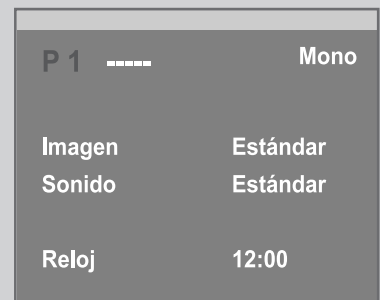 P 1 ----- Mono
Imagen Estándar
Sonido Estándar
Reloj 12:00